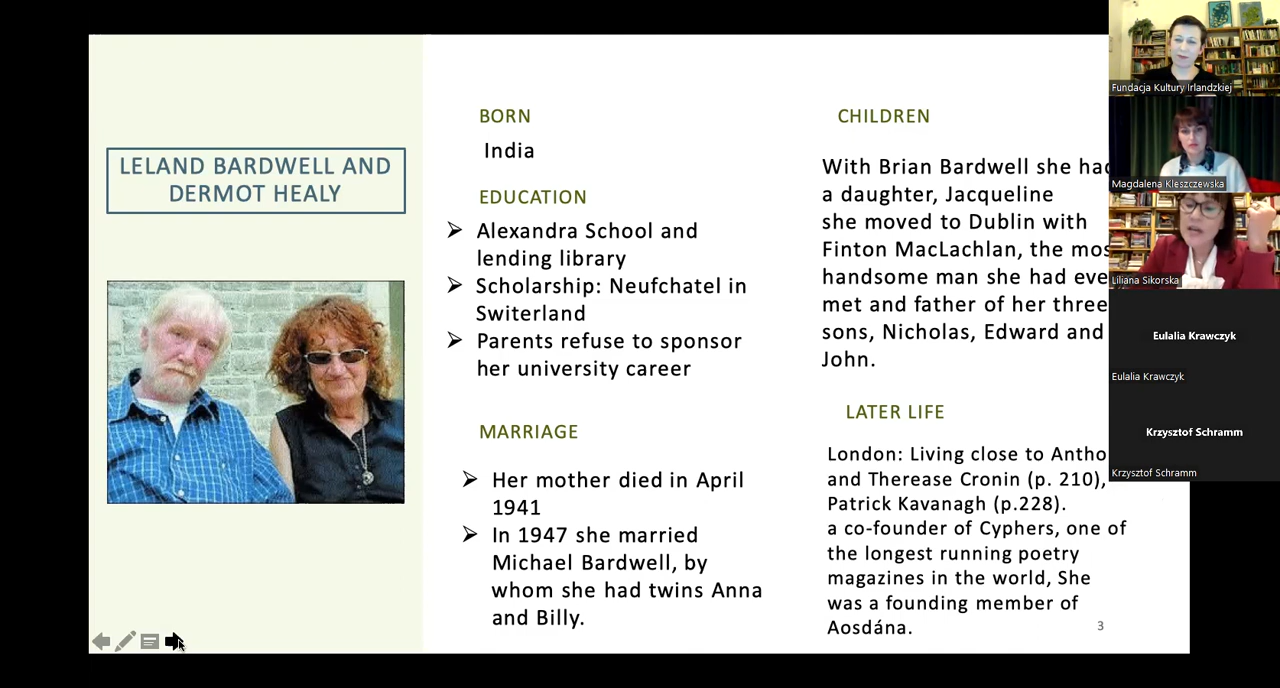 LELAND BARDWELL AND
DERMOT HEALY
BORN
India
EDUCATION
Alexandra School and
lending library
Scholarship: Neufchatel in
Switerland
Parents refuse to sponsor
her university career
MARRIAGE
Her mother died in April
1941
In 1947 she married
Michael Bardwell, by
whom she had twins Anna
and Billy.
CHILDREN
With Brian Bardwell she had
a daughter, Jacqueline
she moved to Dublin with
Finton MacLachlan, the mos
handsome man she had eve
met and father of her three
sons, Nicholas, Edward and
John.
LATER LIFE
London: Living close to Antho
and Therease Cronin (p. 210),
Patrick Kavanagh (p.228).
a co-founder of Cyphers, one of
the longest running poetry
magazines in the world, She
was a founding member of
Aosdána.
3
Fundacja Kultury Irlandzkiej
Magdalena Kleszczewska
Liliana Sikorska
Eulalia Krawczyk
Eulalia Krawczyk
Krzysztof Schramm
Krzysztof Schramm